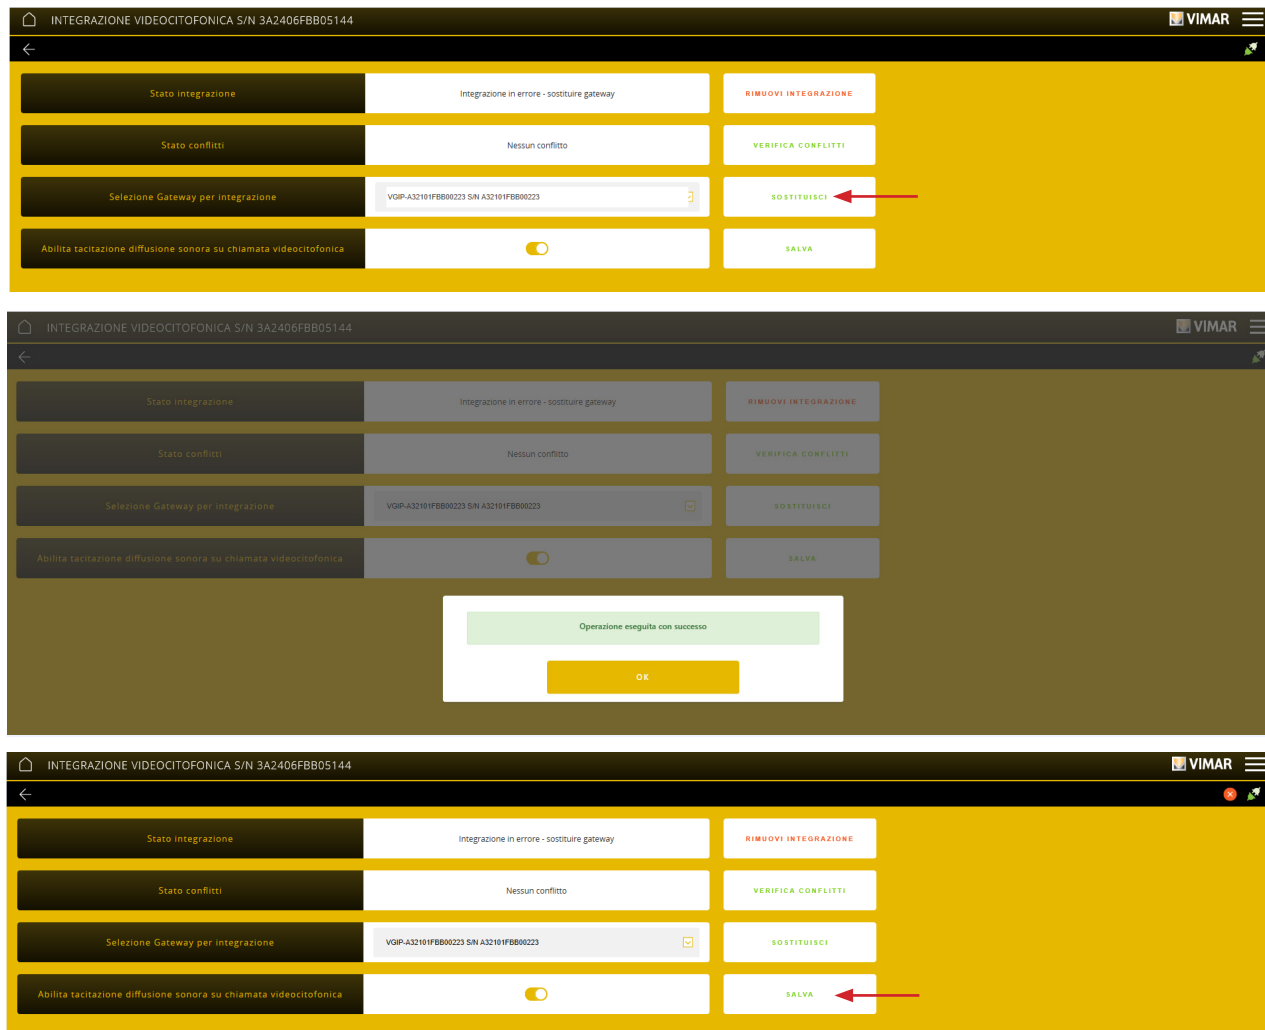 INTEGRAZIONE VIDEOCITOFONICA S/N 3A2406FBB05144
VIMAR
Stato integrazione
Integrazione in errore - sostituire gateway
RIMUOVI INTEGRAZIONE
Stato conflitti
Nessun conflitto
VERIFICA CONFLITTI
Selezione Gateway per integrazione
VGIP-A32101FBB00223 S/N A32101FBB00223
SOSTITUISCI
Abilita tacitazione diffusione sonora su chiamata videocitofonica
SALVA
INTEGRAZIONE VIDEOCITOFONICA S/N 3A2406FBB05144
VIMAR
Stato integrazione
Integrazione in errore - sostituire gateway
RIMUOVI INTEGRAZIONE
Stato conflitti
Nessun conflitto
VERIFICA CONFLITTI
Selezione Gateway per integrazione
VGIP-A32101FBB00223 S/N A32101FBB00223
SOSTITUISCI
Abilita tacitazione diffusione sonora su chiamata videocitofonica
SALVA
Operazione eseguita con successo
OK
INTEGRAZIONE VIDEOCITOFONICA S/N 3A2406FBB05144
VIMAR
Stato integrazione
Integrazione in errore - sostituire gateway
RIMUOVI INTEGRAZIONE
Stato conflitti
Nessun conflitto
VERIFICA CONFLITTI
Selezione Gateway per integrazione
VGIP-A32101FBB00223 S/N A32101FBB00223
SOSTITUISCI
Abilita tacitazione diffusione sonora su chiamata videocitofonica
SALVA